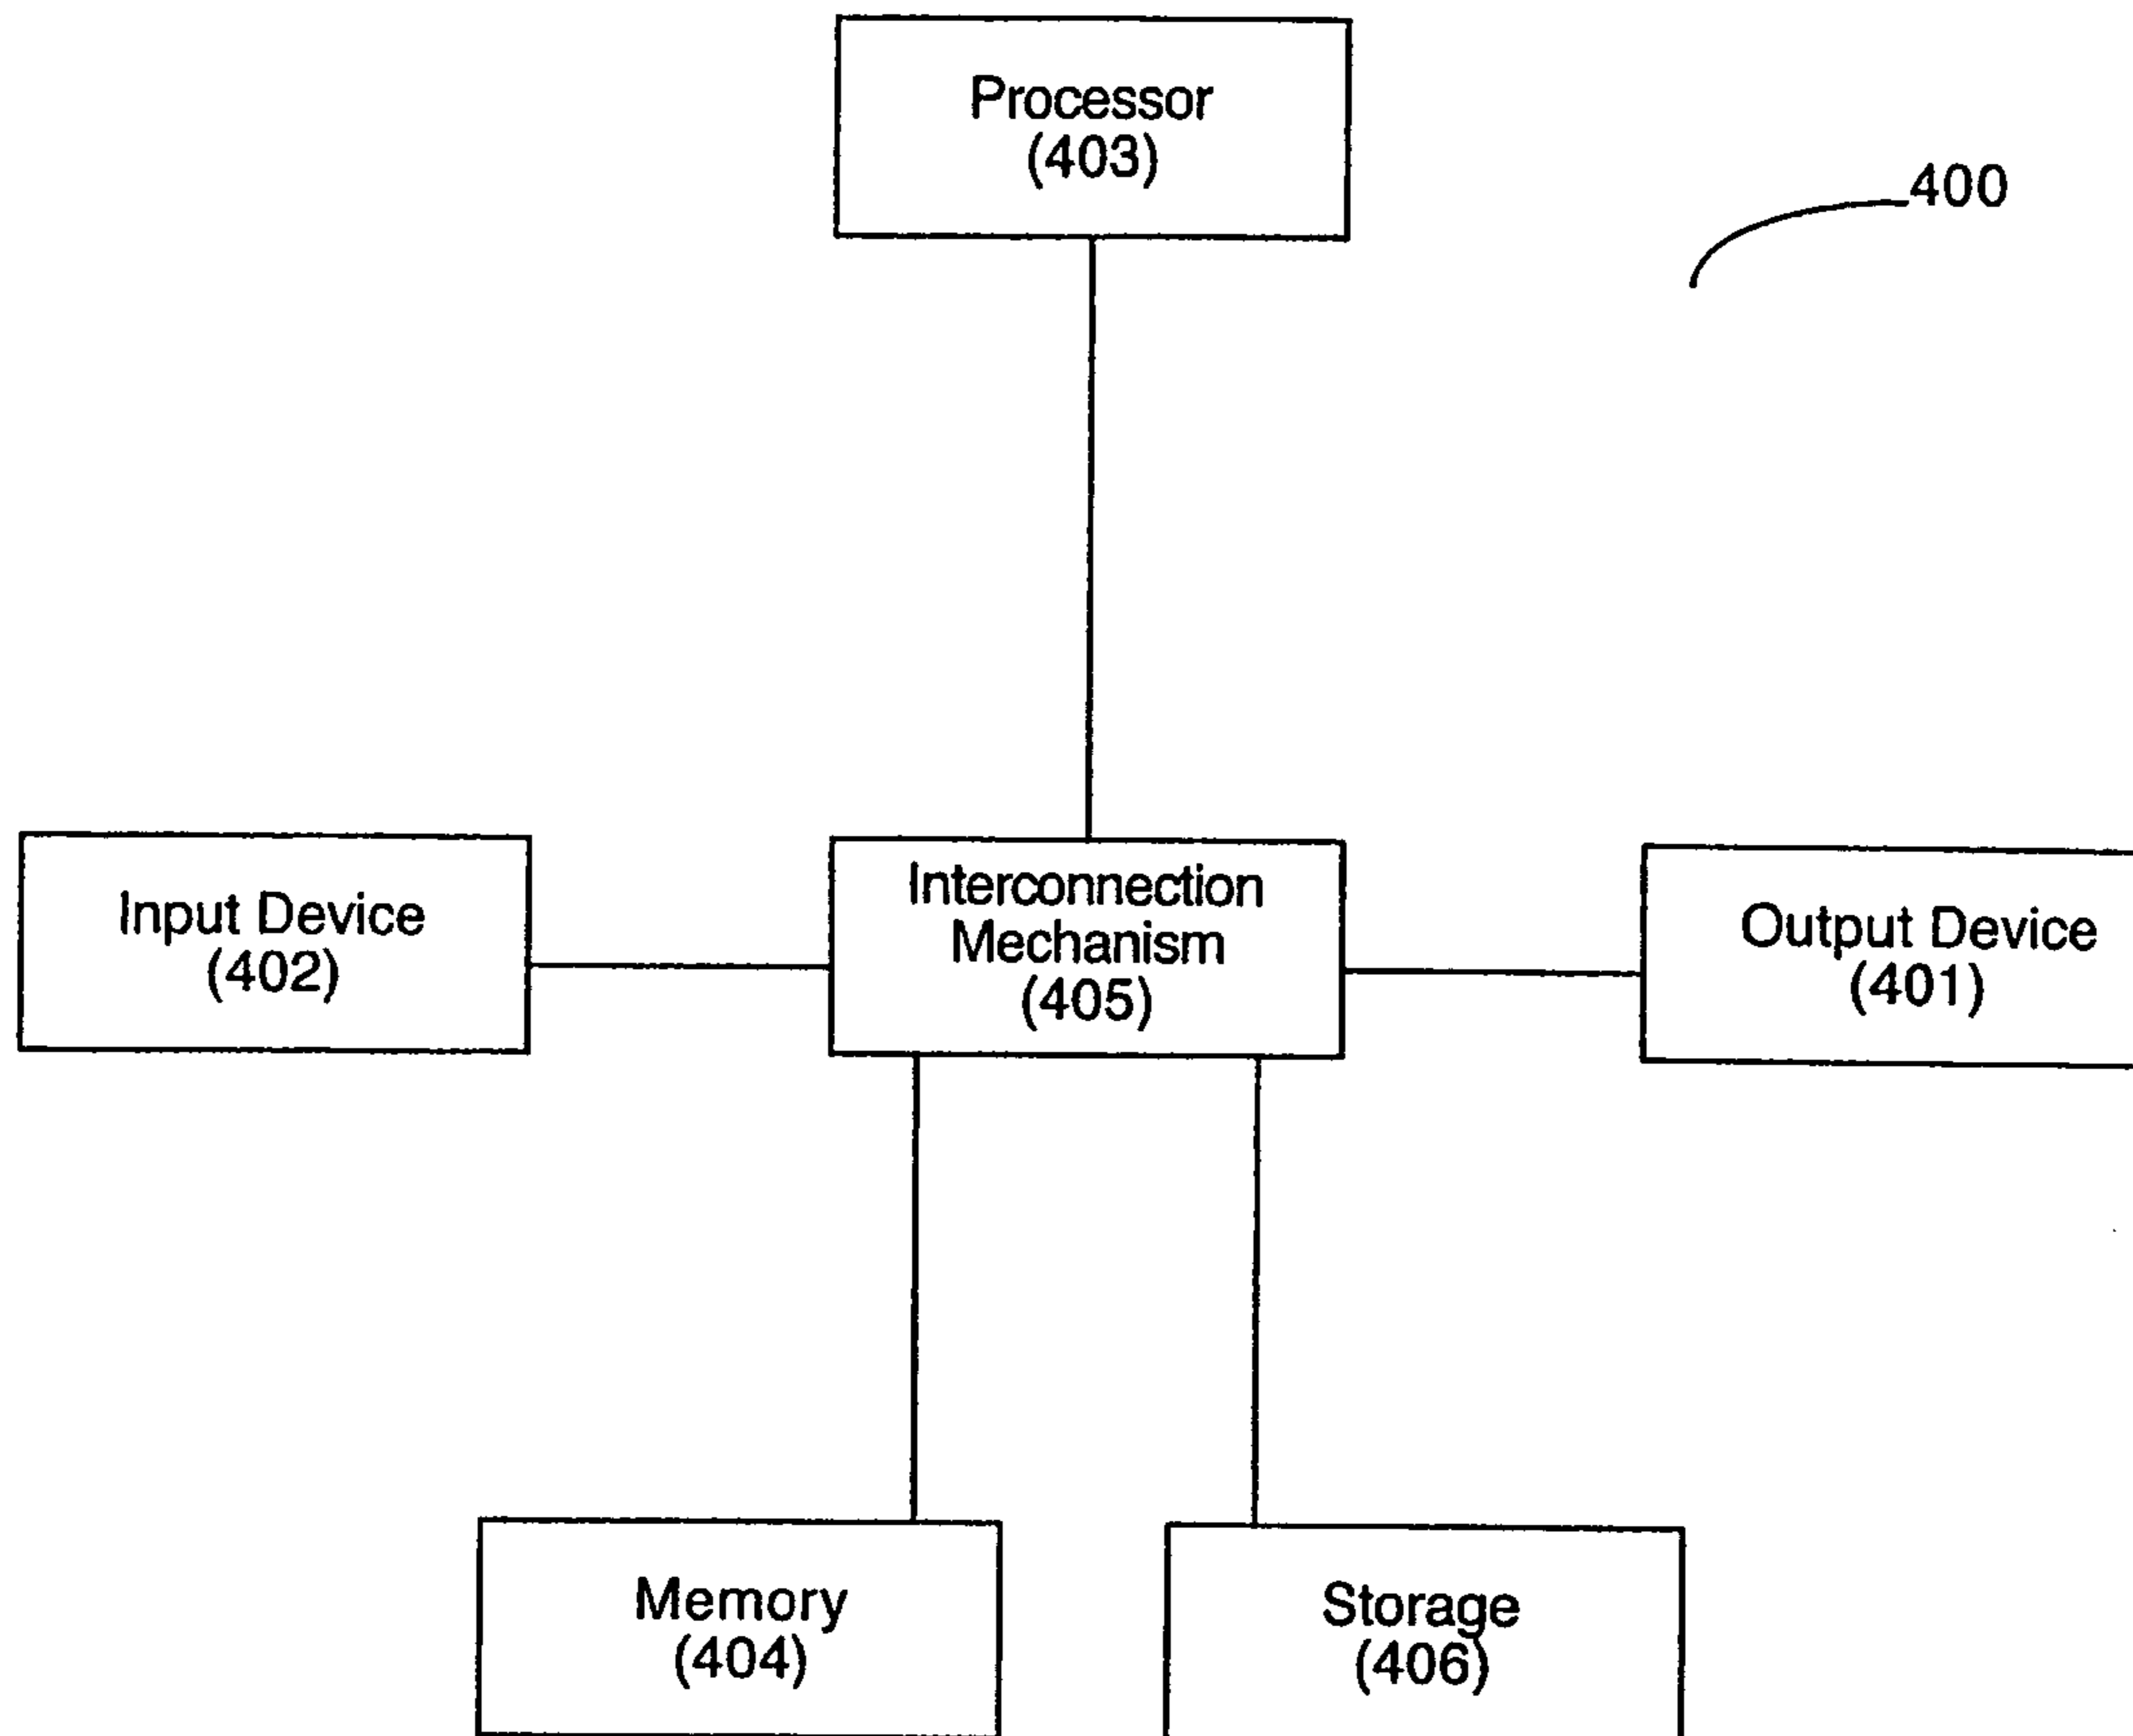 Processor
(403)
400
Input Device
(402)
Interconnection
Mechanism
(405)
Output Device
(401)
Memory
(404)
Storage
(406)